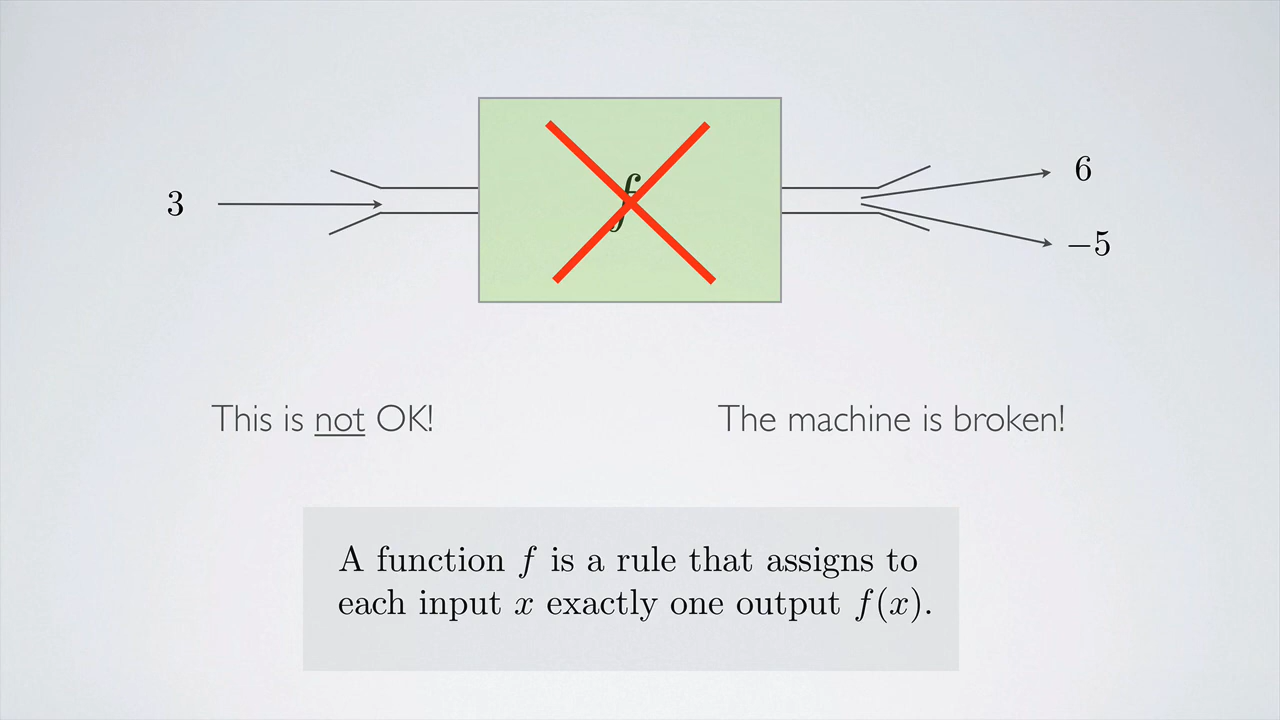 3
f
6
−5
This is not OK!
The machine is broken!
A function f is a rule that assigns to
each input x exactly one output f(x).